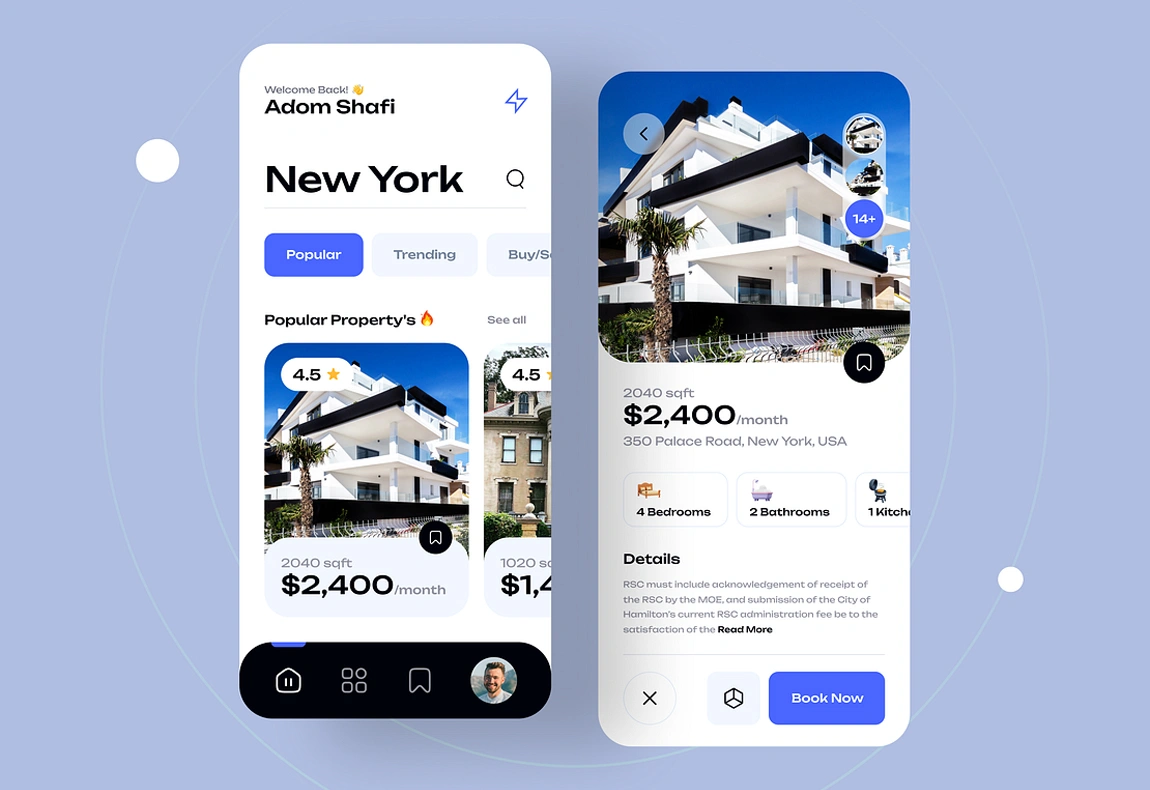 Welcome Back! 👋
Adom Shafi
New York
Popular
Trending
Buy/S
Popular Property's 🔥
See all
4.5
4.5
2040 sqft
$2,400/month
1020 sq
$1,4
14+
2040 sqft
$2,400/month
350 Palace Road, New York, USA
4 Bedrooms
2 Bathrooms
1 Kitch
Details
RSC must include acknowledgement of receipt of
the RSC by the MOE, and submission of the City of
Hamilton's current RSC administration fee be to the
satisfaction of the Read More
Book Now